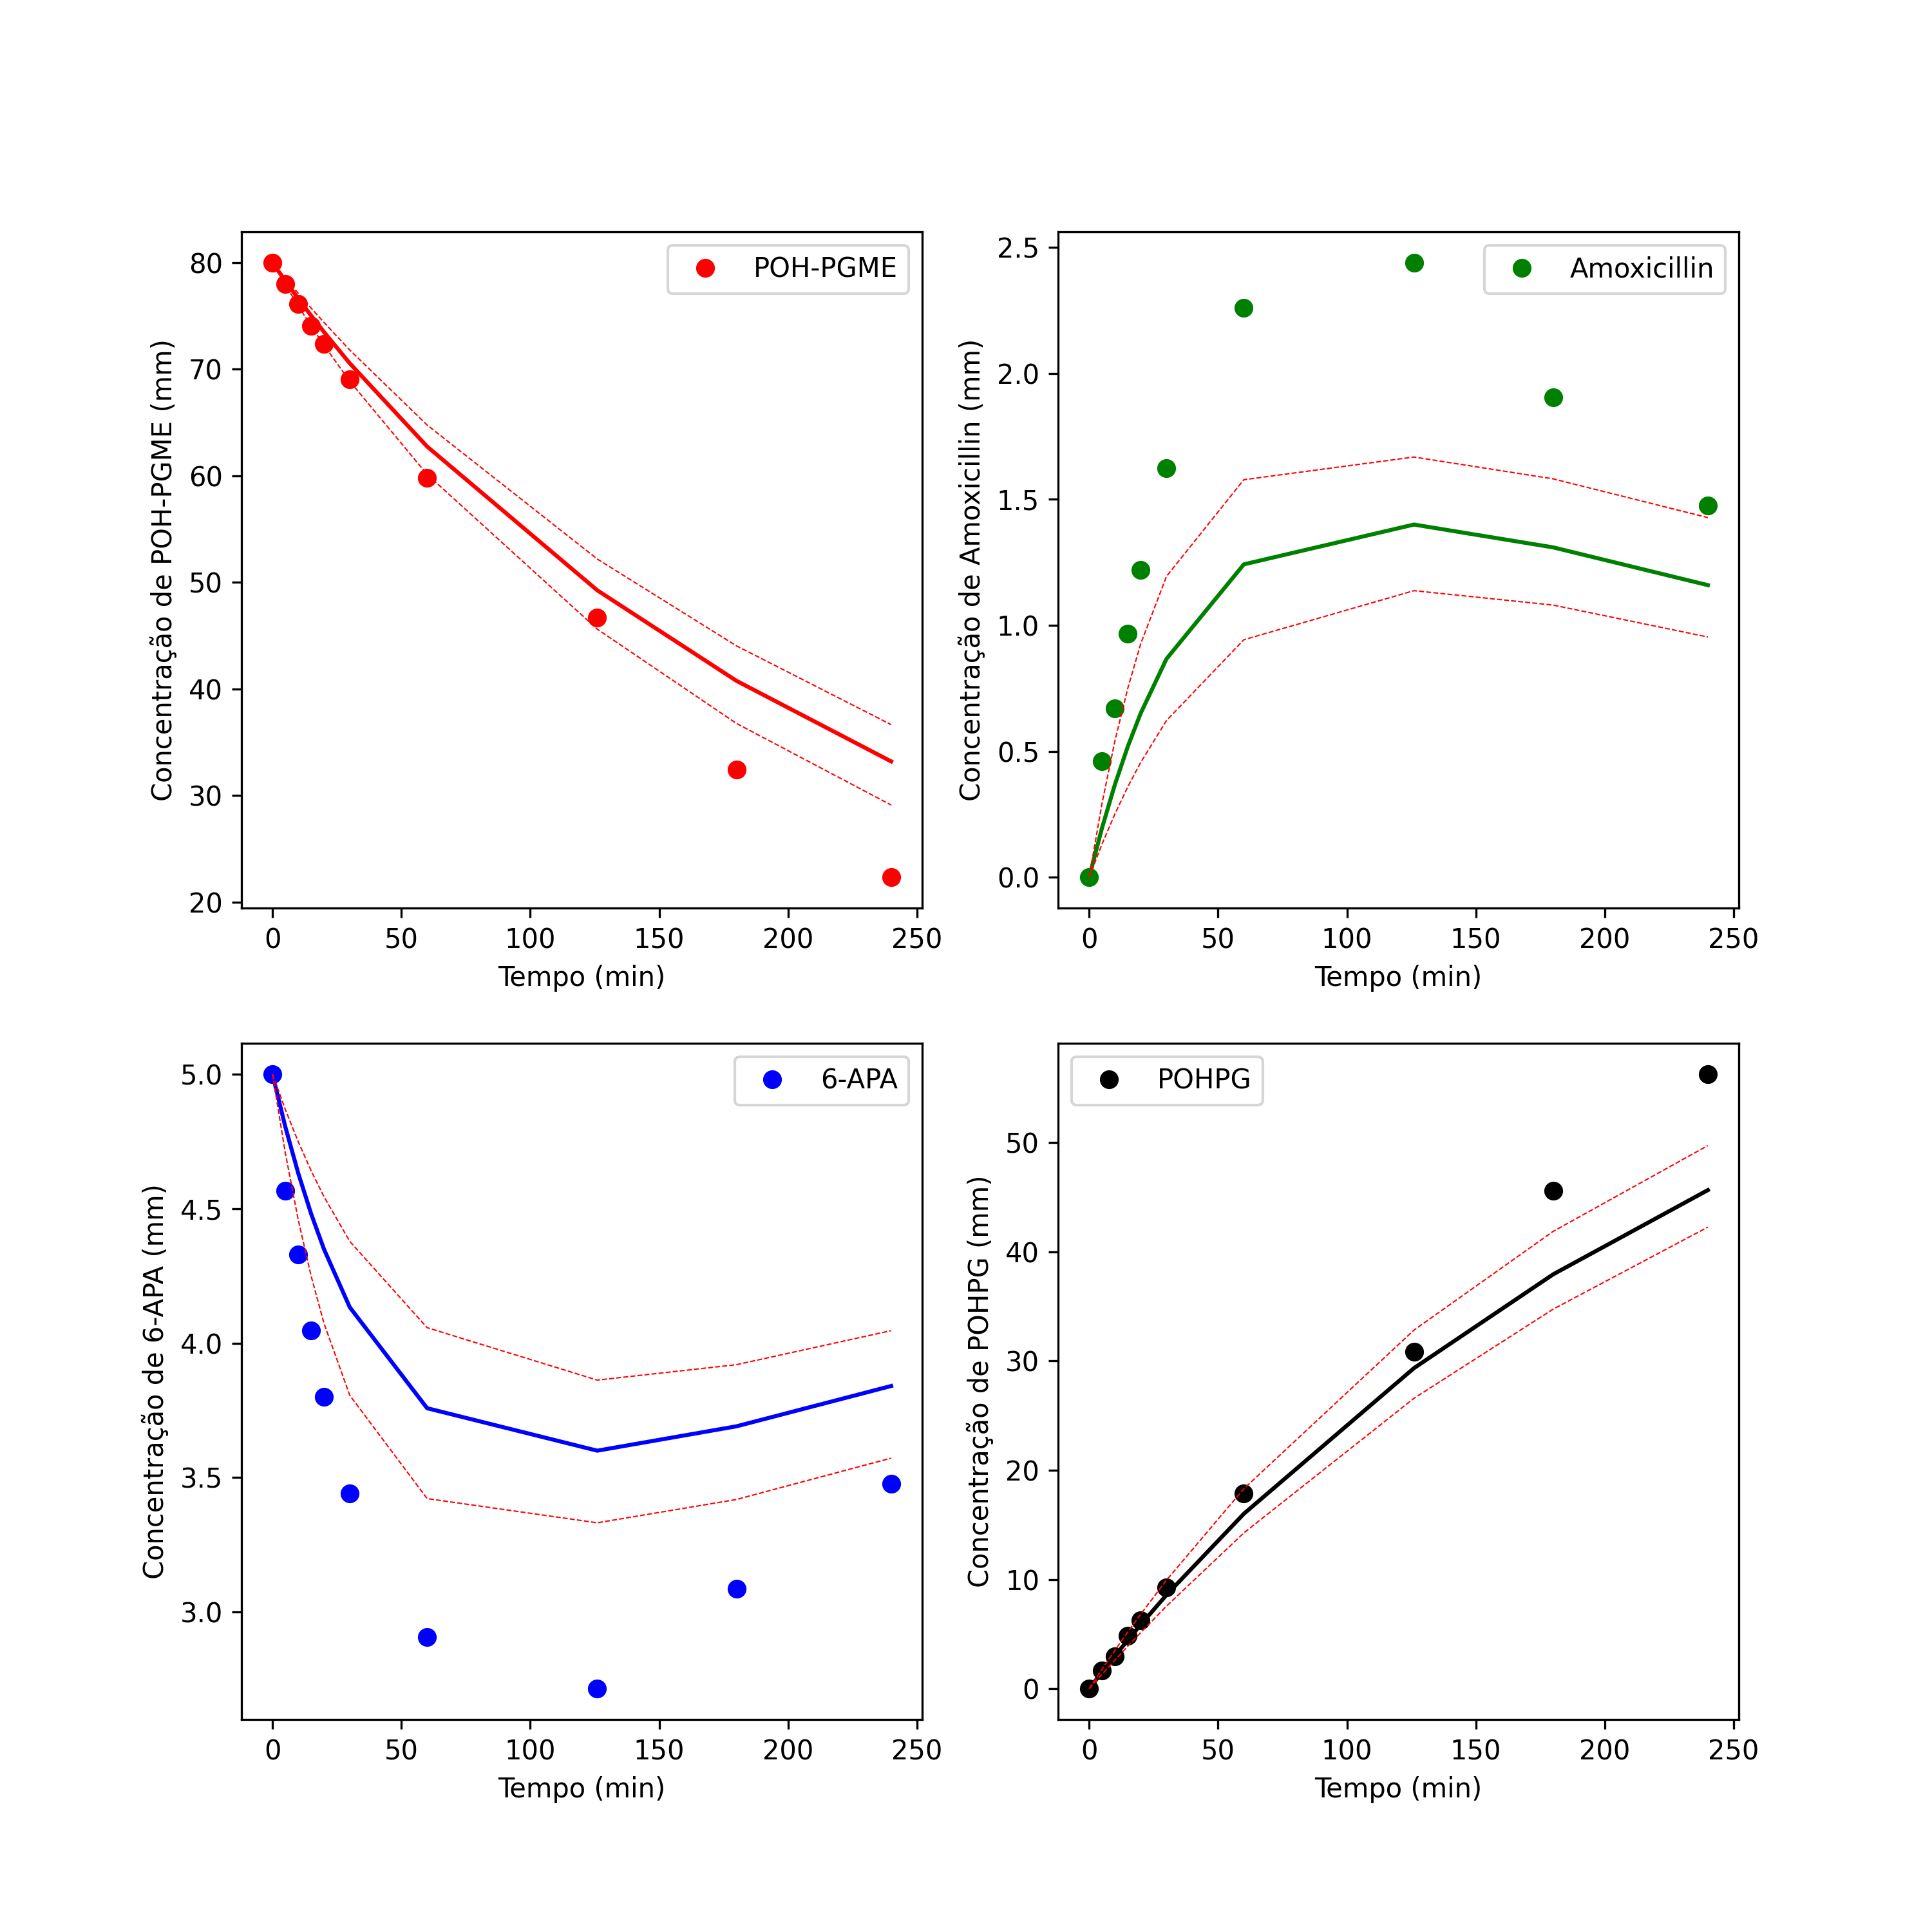 POH-PGME
Concentração de POH-PGME (mm)
80
70
60
50
40
30
20
0 50 100 150 200 250
Tempo (min)
Amoxicillin
Concentração de Amoxicillin (mm)
2.5
2.0
1.5
1.0
0.5
0.0
0 50 100 150 200 250
Tempo (min)
6-APA
Concentração de 6-APA (mm)
5.0
4.5
4.0
3.5
3.0
0 50 100 150 200 250
Tempo (min)
POHPG
Concentração de POHPG (mm)
50
40
30
20
10
0
0 50 100 150 200 250
Tempo (min)